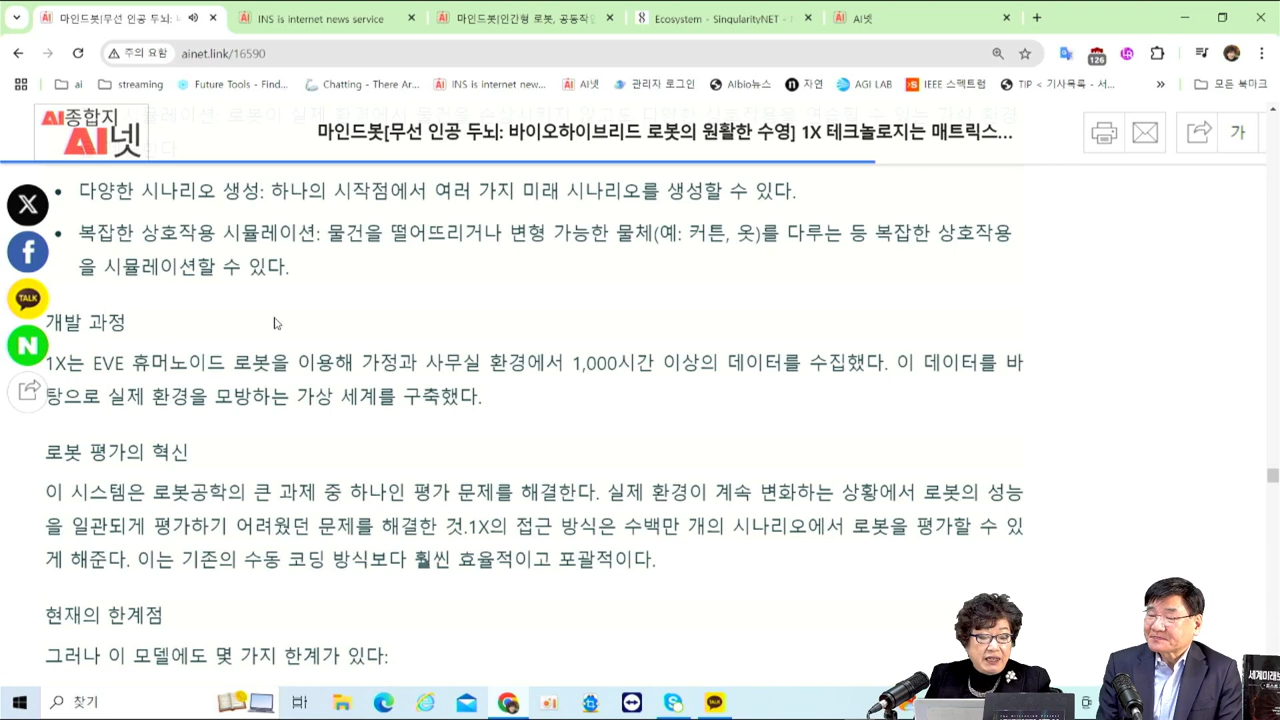 마인드봇[무선 인공 두뇌:
INS is internet news service
마인드봇[인간형 로봇, 공동작
Ecosystem - SingularityNET -
AI넷
주의 요함
ainet.link/16590
126
ai
streaming
Future Tools - Find...
Chatting - There Ar...
INS is internet new...
AI넷
관리자 로그인
Albio뉴스
자연
AGI LAB
IEEE 스펙트럼
TIP < 기사목록 - 서...
모든 북마크
AI종합지
AI넷
마인드봇[무선 인공 두뇌: 바이오하이브리드 로봇의 원활한 수영] 1X 테크놀로지는 매트릭스...
가
• 다양한 시나리오 생성: 하나의 시작점에서 여러 가지 미래 시나리오를 생성할 수 있다.
• 복잡한 상호작용 시뮬레이션: 물건을 떨어뜨리거나 변형 가능한 물체(예: 커튼, 옷)를 다루는 등 복잡한 상호작용
을 시뮬레이션할 수 있다.
TALK
N
개발 과정
1X는 EVE 휴머노이드 로봇을 이용해 가정과 사무실 환경에서 1,000시간 이상의 데이터를 수집했다. 이 데이터를 바
탕으로 실제 환경을 모방하는 가상 세계를 구축했다.
로봇 평가의 혁신
이 시스템은 로봇공학의 큰 과제 중 하나인 평가 문제를 해결한다. 실제 환경이 계속 변화하는 상황에서 로봇의 성능
을 일관되게 평가하기 어려웠던 문제를 해결한 것.1X의 접근 방식은 수백만 개의 시나리오에서 로봇을 평가할 수 있
게 해준다. 이는 기존의 수동 코딩 방식보다 훨씬 효율적이고 포괄적이다.
현재의 한계점
그러나 이 모델에도 몇 가지 한계가 있다:
찾기
세계미래보